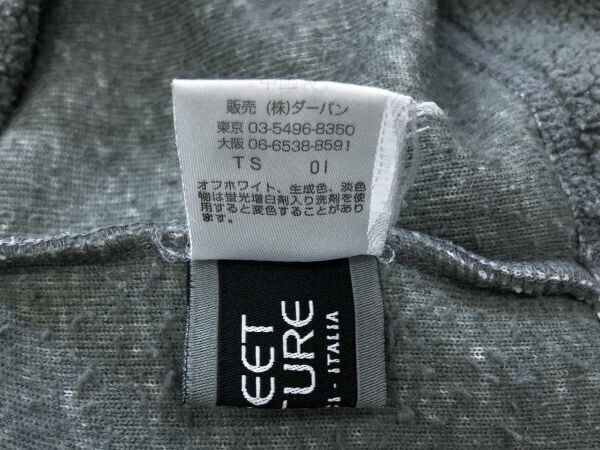 販売 (株)ダーバン
東京 03-5496-8350
大阪 06-6538-8591
TS 01
オフホワイト、生成色、淡色
物は蛍光増白剤入り洗剤を使
用すると変色することがあり
ます。
EET
TURE
I - ITALIA